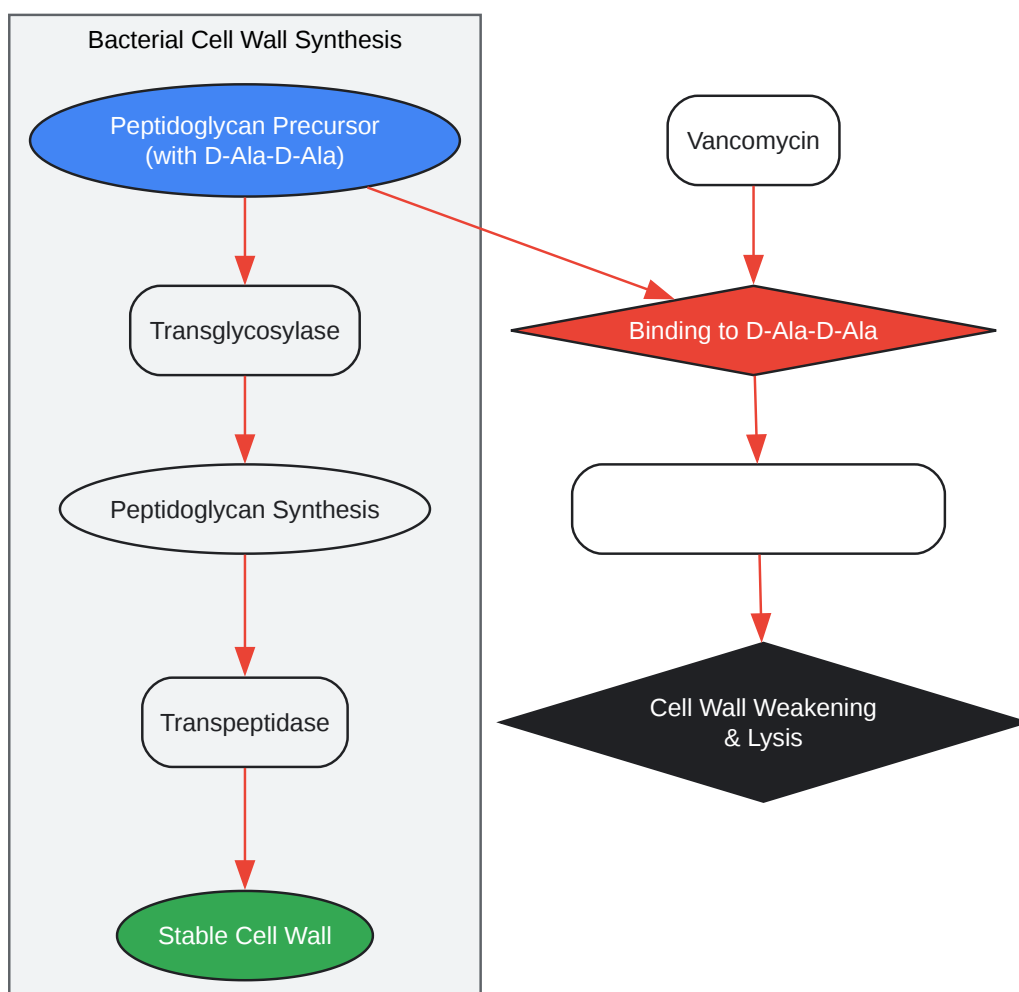 Bacterial Cell Wall Synthesis
Peptidoglycan Precursor
(with D-Ala-D-Ala)
Vancomycin
Transglycosylase
Binding to D-Ala-D-Ala
Peptidoglycan Synthesis
Transpeptidase
Cell Wall Weakening
& Lysis
Stable Cell Wall